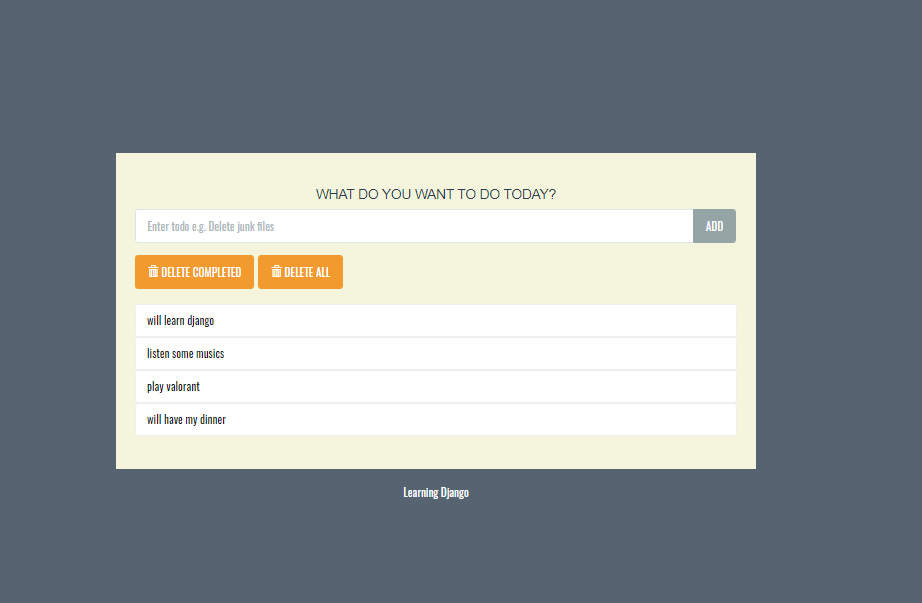 WHAT DO YOU WANT TO DO TODAY?
Enter todo e.g. Delete junk files ADD
DELETE COMPLETED DELETE ALL
will learn django
listen some musics
play valorant
will have my dinner
Learning Django